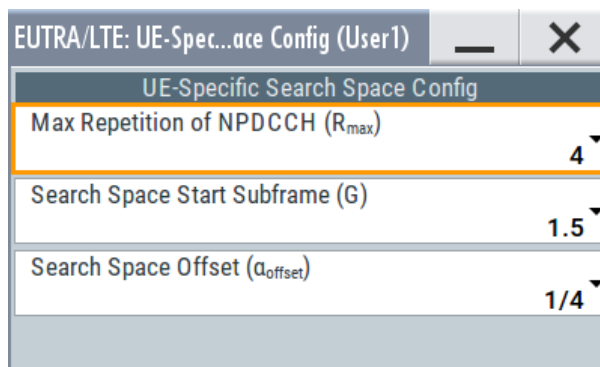 EUTRA/LTE: UE-Spec...ace Config (User1)
UE-Specific Search Space Config
Max Repetition of NPDCCH (Rmax)
4
Search Space Start Subframe (G)
1.5
Search Space Offset (αoffset)
1/4